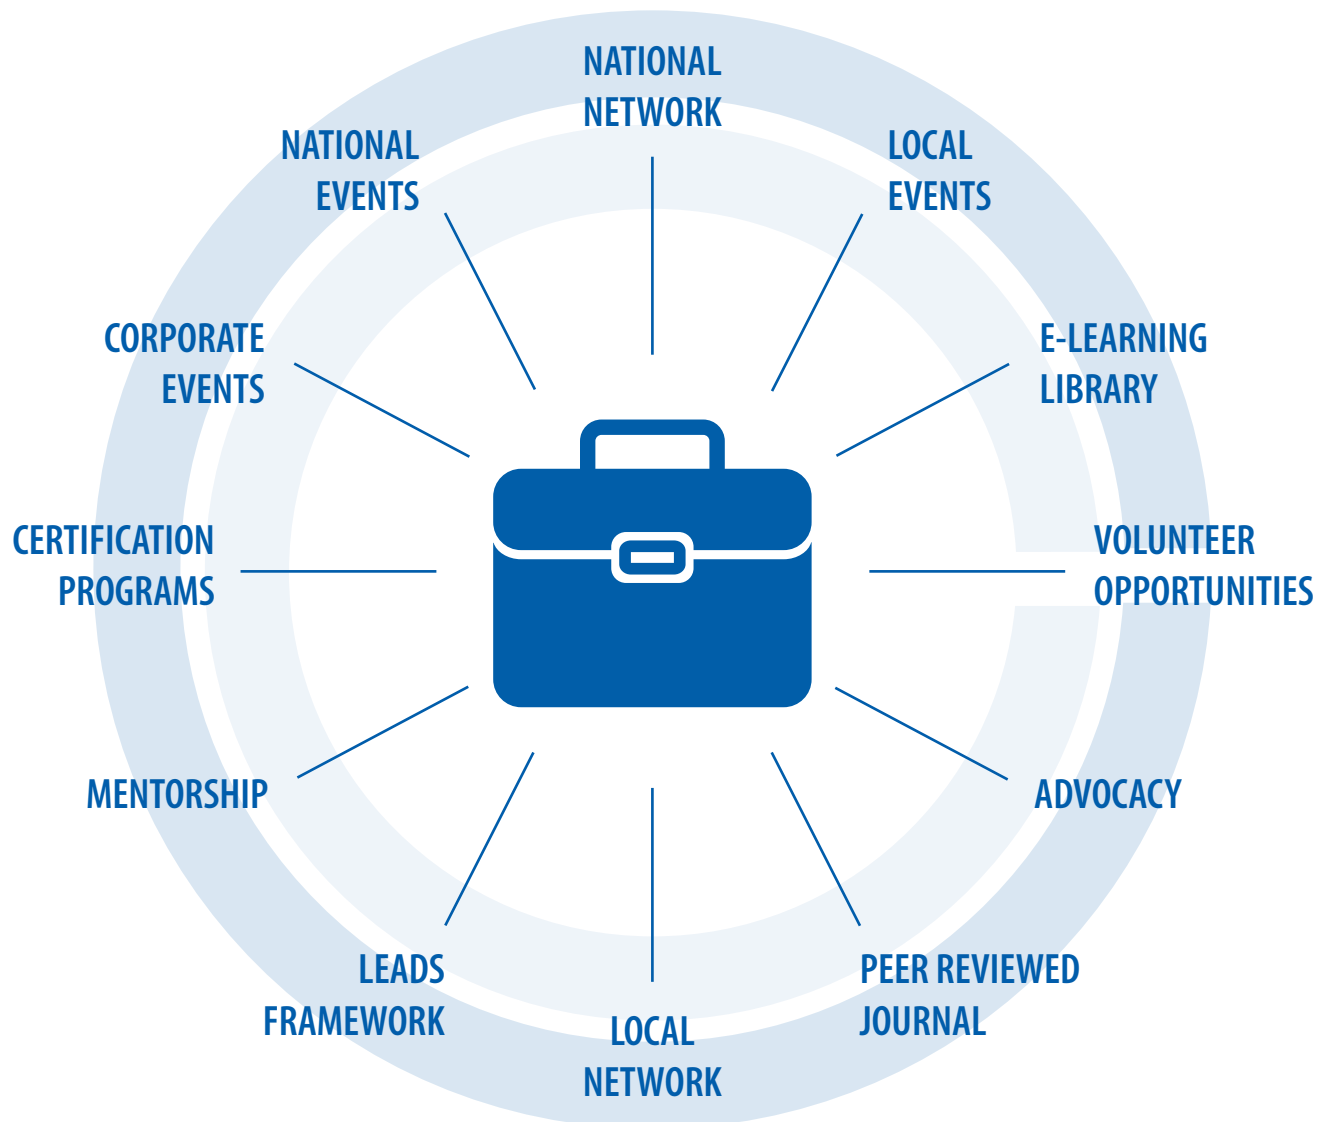 NATIONAL
NETWORK
LOCAL
EVENTS
E-LEARNING
LIBRARY
VOLUNTEER
OPPORTUNITIES
ADVOCACY
PEER REVIEWED
JOURNAL
LOCAL
NETWORK
LEADS
FRAMEWORK
MENTORSHIP
CERTIFICATION
PROGRAMS
CORPORATE
EVENTS
NATIONAL
EVENTS